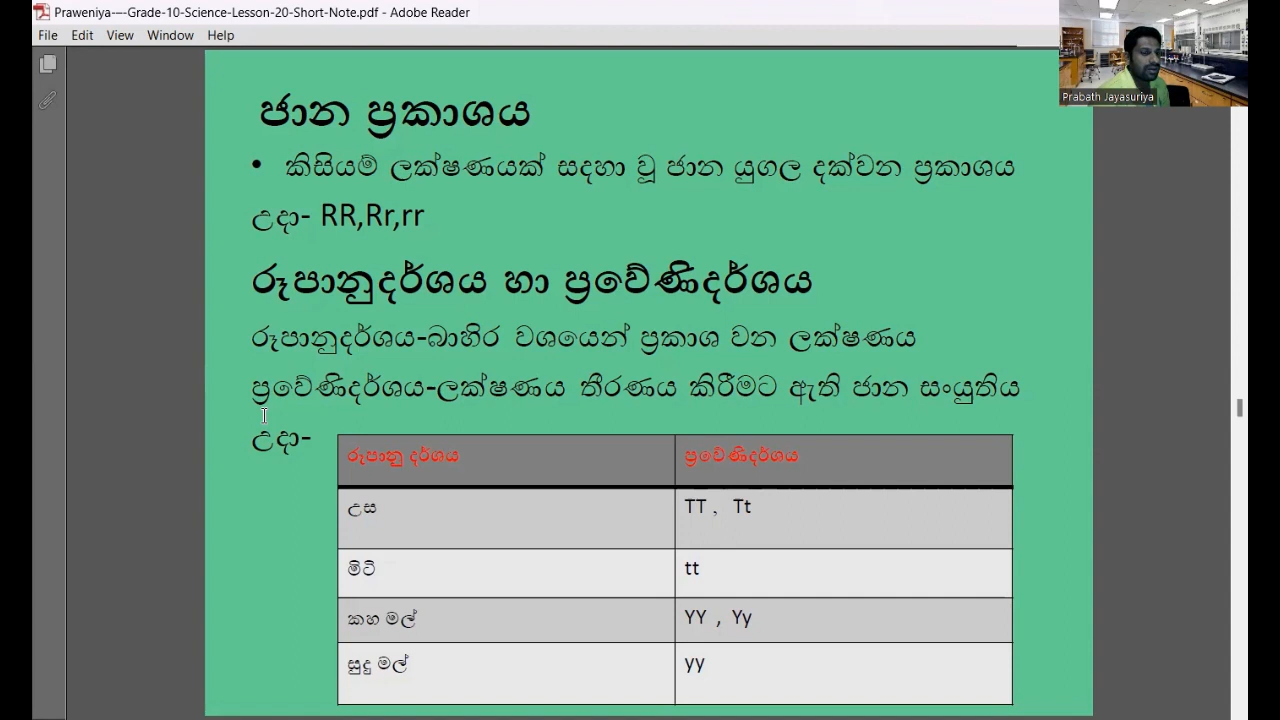 Praweniya-–-Grade-10-Science-Lesson-20-Short-Note.pdf - Adobe Reader
File Edit View Window Help
Prabath Jayasuriya
ජාන ප්‍රකාශය
• කිසියම් ලක්ෂණයක් සදහා වූ ජාන යුගල දක්වන ප්‍රකාශය
උදා- RR,Rr,rr
රූපානුදර්ශය හා ප්‍රවේණිදර්ශය
රූපානුදර්ශය-බාහිර වශයෙන් ප්‍රකාශ වන ලක්ෂණය
ප්‍රවේණිදර්ශය-ලක්ෂණය තීරණය කිරීමට ඇති ජාන සංයුතිය
උදා-
රූපානු දර්ශය ප්‍රවේණිදර්ශය
උස TT , Tt
මිටි tt
කහ මල් YY , Yy
සුදු මල් yy